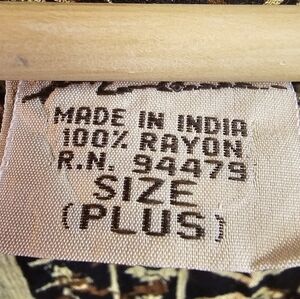 MADE IN INDIA
100% RAYON
R.N. 94479
SIZE
(PLUS)